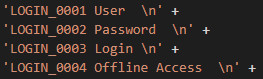 'LOGIN_0001 User  \n' +
'LOGIN_0002 Password  \n' +
'LOGIN_0003 Login \n' +
'LOGIN_0004 Offline Access  \n' +